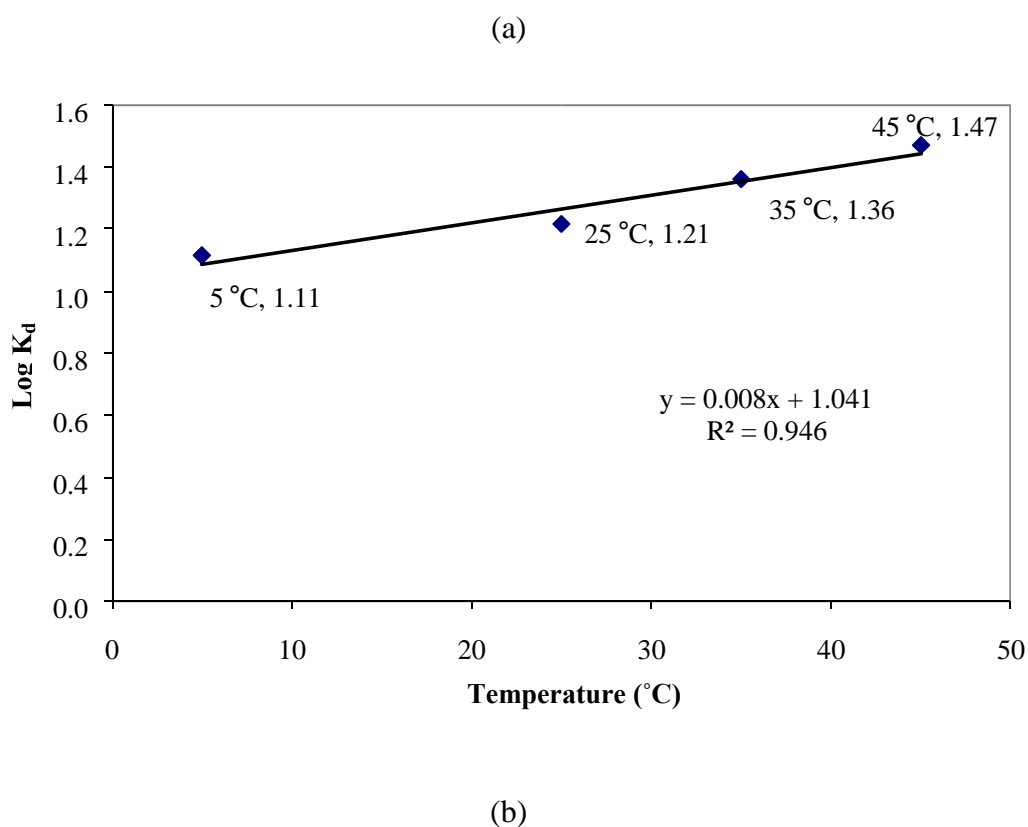 (a)
1.6
1.4
1.2
1.0
0.8
0.6
0.4
0.2
0.0
Log Kd
45 °C, 1.47
35 °C, 1.36
25 °C, 1.21
5 °C, 1.11
y = 0.008x + 1.041
R² = 0.946
0 10 20 30 40 50
Temperature (˚C)
(b)